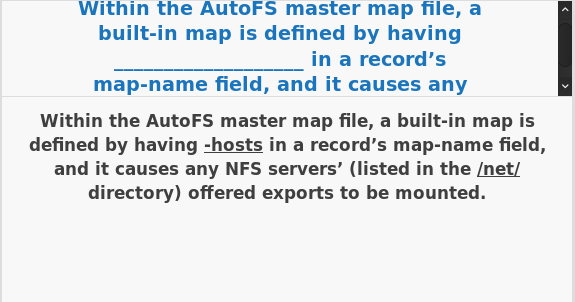 Within the AutoFS master map file, a
built-in map is defined by having
___________________ in a record’s
map-name field, and it causes any
Within the AutoFS master map file, a built-in map is
defined by having -hosts in a record’s map-name field,
and it causes any NFS servers’ (listed in the /net/
directory) offered exports to be mounted.